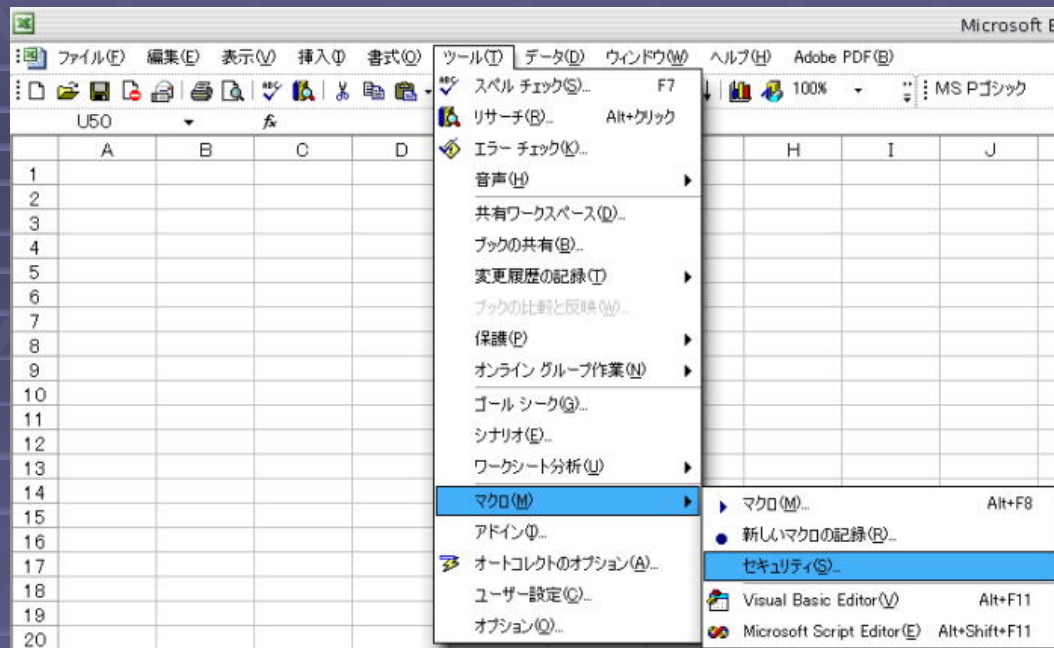 Microsoft E
ファイル(F) 編集(E) 表示(V) 挿入(I) 書式(O) ツール(T) データ(D) ウィンドウ(W) ヘルプ(H) Adobe PDF(B)
100% MS Pゴシック
U50 fx
A B C D H I J
1
2
3
4
5
6
7
8
9
10
11
12
13
14
15
16
17
18
19
20
スペル チェック(S)... F7
リサーチ(R)... Alt+クリック
エラー チェック(K)...
音声(H)
共有ワークスペース(D)...
ブックの共有(B)...
変更履歴の記録(T)
ブックの比較と反映(W)...
保護(P)
オンライン グループ作業(N)
ゴール シーク(G)...
シナリオ(E)...
ワークシート分析(U)
マクロ(M)
アドイン(I)...
オートコレクトのオプション(A)...
ユーザー設定(C)...
オプション(O)...
マクロ(M)... Alt+F8
新しいマクロの記録(R)...
セキュリティ(S)...
Visual Basic Editor(V) Alt+F11
Microsoft Script Editor(E) Alt+Shift+F11